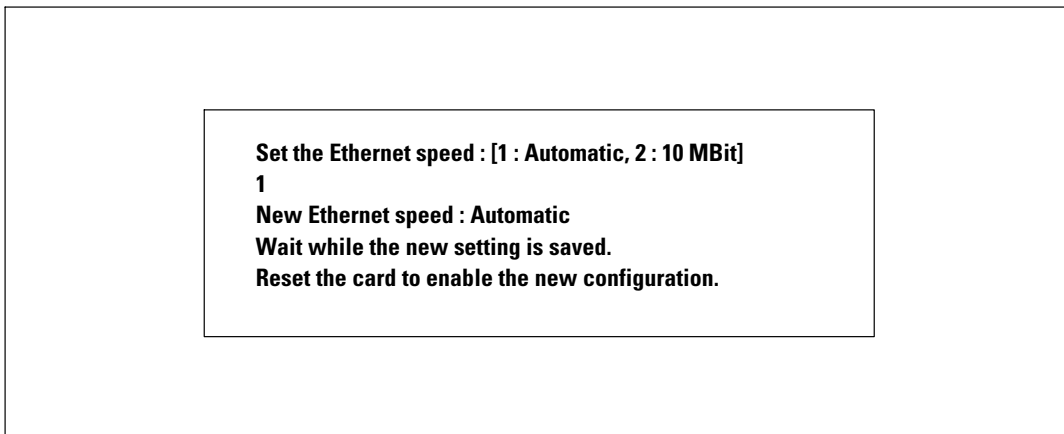 Set the Ethernet speed : [1 : Automatic, 2 : 10 MBit]
1
New Ethernet speed : Automatic
Wait while the new setting is saved.
Reset the card to enable the new configuration.